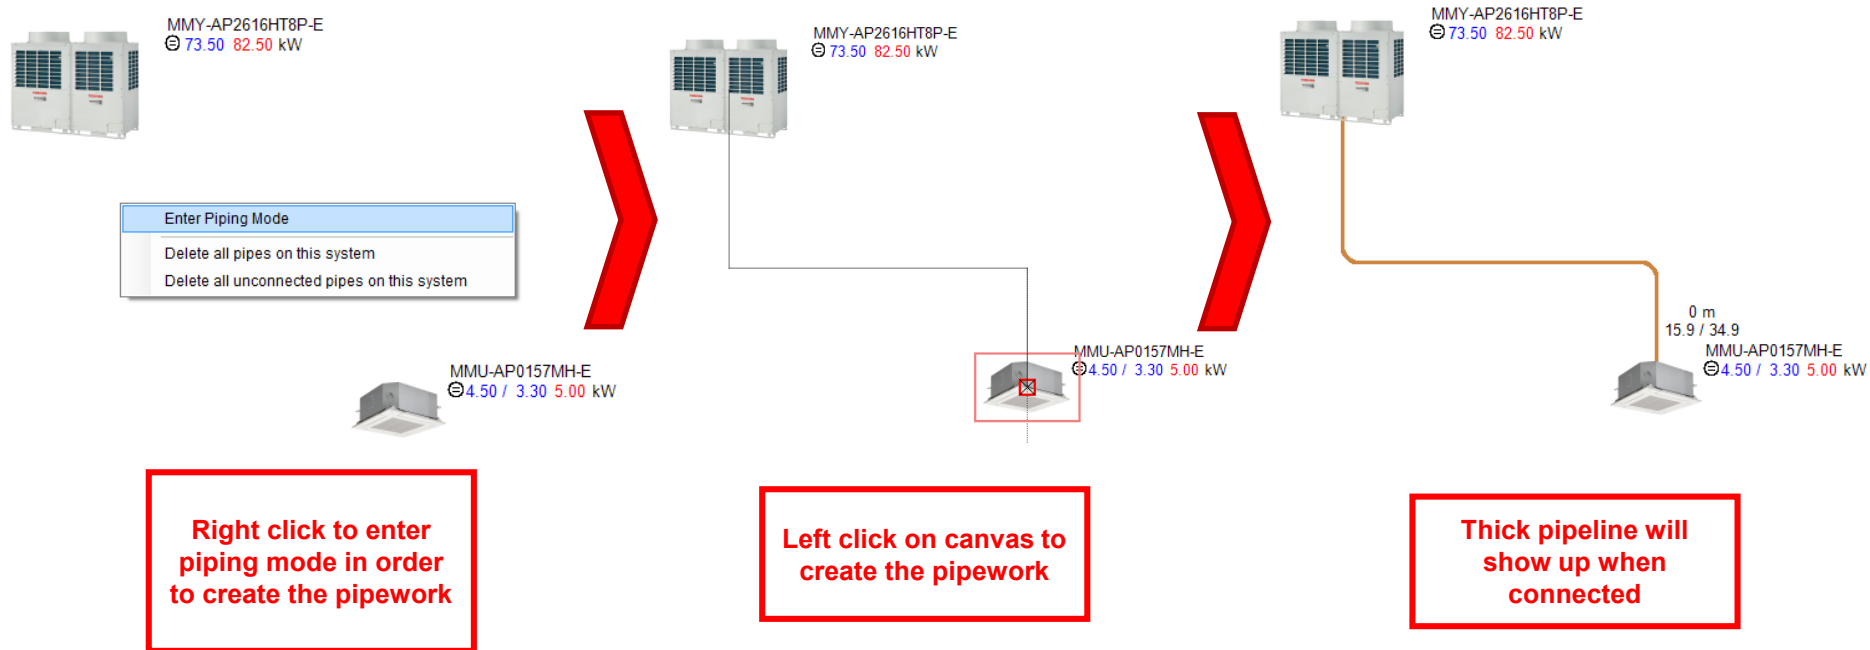 MMY-AP2616HT8P-E
73.50 82.50 kW
Enter Piping Mode
Delete all pipes on this system
Delete all unconnected pipes on this system
MMU-AP0157MH-E
4.50 / 3.30 5.00 kW
Right click to enter
piping mode in order
to create the pipework
MMY-AP2616HT8P-E
73.50 82.50 kW
MMU-AP0157MH-E
4.50 / 3.30 5.00 kW
Left click on canvas to
create the pipework
MMY-AP2616HT8P-E
73.50 82.50 kW
0 m
15.9 / 34.9
MMU-AP0157MH-E
4.50 / 3.30 5.00 kW
Thick pipeline will
show up when
connected